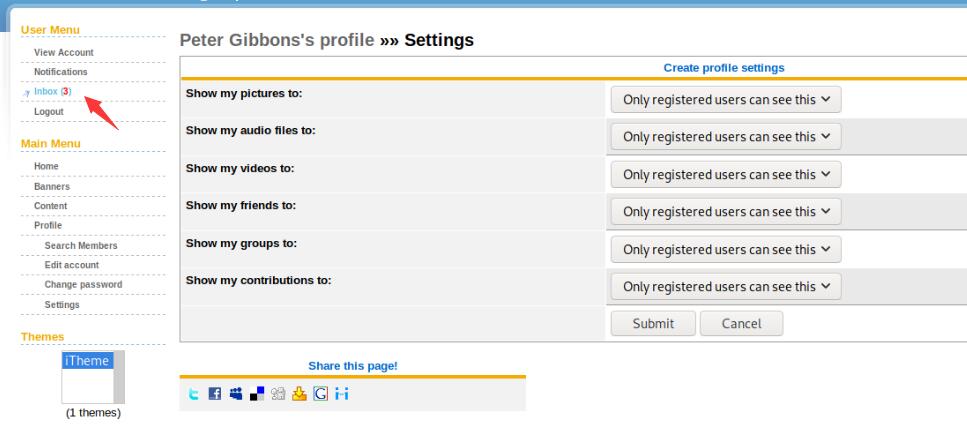 User Menu
View Account
Notifications
Inbox (3)
Logout
Main Menu
Home
Banners
Content
Profile
Search Members
Edit account
Change password
Settings
Themes
iTheme
(1 themes)
Peter Gibbons's profile »» Settings
Create profile settings
Show my pictures to: Only registered users can see this
Show my audio files to: Only registered users can see this
Show my videos to: Only registered users can see this
Show my friends to: Only registered users can see this
Show my groups to: Only registered users can see this
Show my contributions to: Only registered users can see this
Submit Cancel
Share this page!